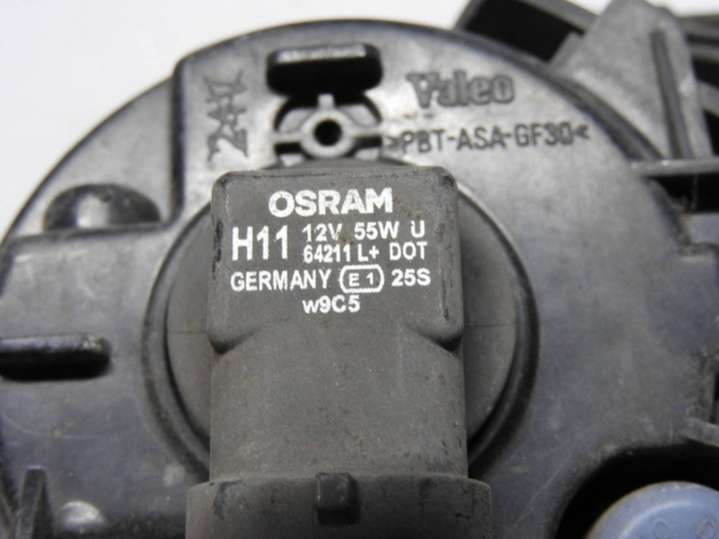 Valeo
>PBT-ASA-GF30<
OSRAM
H11 12V 55W U
64211 L+ DOT
GERMANY E1 25S
w9C5